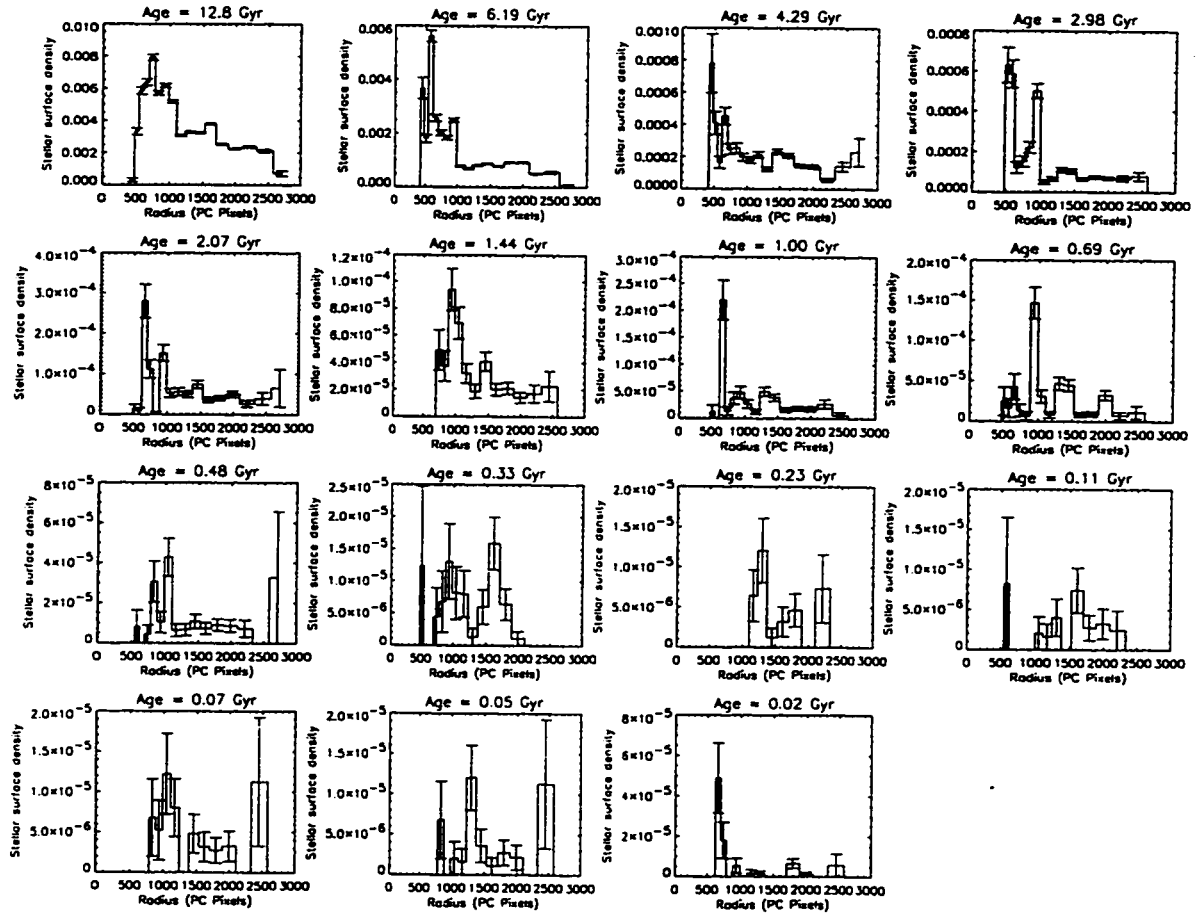 Age = 12.8 Gyr
Stellar surface density
0.010
0.008
0.006
0.004
0.002
0.000
0 500 1000 1500 2000 2500 3000
Radius (PC Pixels)
Age = 6.19 Gyr
Stellar surface density
0.006
0.004
0.002
0.000
0 500 1000 1500 2000 2500 3000
Radius (PC Pixels)
Age = 4.29 Gyr
Stellar surface density
0.0010
0.0008
0.0006
0.0004
0.0002
0.0000
0 500 1000 1500 2000 2500 3000
Radius (PC Pixels)
Age = 2.98 Gyr
Stellar surface density
0.0008
0.0006
0.0004
0.0002
0.0000
0 500 1000 1500 2000 2500 3000
Radius (PC Pixels)
Age = 2.07 Gyr
Stellar surface density
4.0×10⁻⁴
3.0×10⁻⁴
2.0×10⁻⁴
1.0×10⁻⁴
0
0 500 1000 1500 2000 2500 3000
Radius (PC Pixels)
Age = 1.44 Gyr
Stellar surface density
1.2×10⁻⁴
1.0×10⁻⁴
8.0×10⁻⁵
6.0×10⁻⁵
4.0×10⁻⁵
2.0×10⁻⁵
0
0 500 1000 1500 2000 2500 3000
Radius (PC Pixels)
Age = 1.00 Gyr
Stellar surface density
3.0×10⁻⁴
2.5×10⁻⁴
2.0×10⁻⁴
1.5×10⁻⁴
1.0×10⁻⁴
5.0×10⁻⁵
0
0 500 1000 1500 2000 2500 3000
Radius (PC Pixels)
Age = 0.69 Gyr
Stellar surface density
2.0×10⁻⁴
1.5×10⁻⁴
1.0×10⁻⁴
5.0×10⁻⁵
0
0 500 1000 1500 2000 2500 3000
Radius (PC Pixels)
Age = 0.48 Gyr
Stellar surface density
8×10⁻⁵
6×10⁻⁵
4×10⁻⁵
2×10⁻⁵
0
0 500 1000 1500 2000 2500 3000
Radius (PC Pixels)
Age = 0.33 Gyr
Stellar surface density
2.5×10⁻⁵
2.0×10⁻⁵
1.5×10⁻⁵
1.0×10⁻⁵
5.0×10⁻⁶
0
0 500 1000 1500 2000 2500 3000
Radius (PC Pixels)
Age = 0.23 Gyr
Stellar surface density
2.0×10⁻⁵
1.5×10⁻⁵
1.0×10⁻⁵
5.0×10⁻⁶
0
0 500 1000 1500 2000 2500 3000
Radius (PC Pixels)
Age = 0.11 Gyr
Stellar surface density
2.0×10⁻⁵
1.5×10⁻⁵
1.0×10⁻⁵
5.0×10⁻⁶
0
0 500 1000 1500 2000 2500 3000
Radius (PC Pixels)
Age = 0.07 Gyr
Stellar surface density
2.0×10⁻⁵
1.5×10⁻⁵
1.0×10⁻⁵
5.0×10⁻⁶
0
0 500 1000 1500 2000 2500 3000
Radius (PC Pixels)
Age = 0.05 Gyr
Stellar surface density
2.0×10⁻⁵
1.5×10⁻⁵
1.0×10⁻⁵
5.0×10⁻⁶
0
0 500 1000 1500 2000 2500 3000
Radius (PC Pixels)
Age = 0.02 Gyr
Stellar surface density
8×10⁻⁵
6×10⁻⁵
4×10⁻⁵
2×10⁻⁵
0
0 500 1000 1500 2000 2500 3000
Radius (PC Pixels)